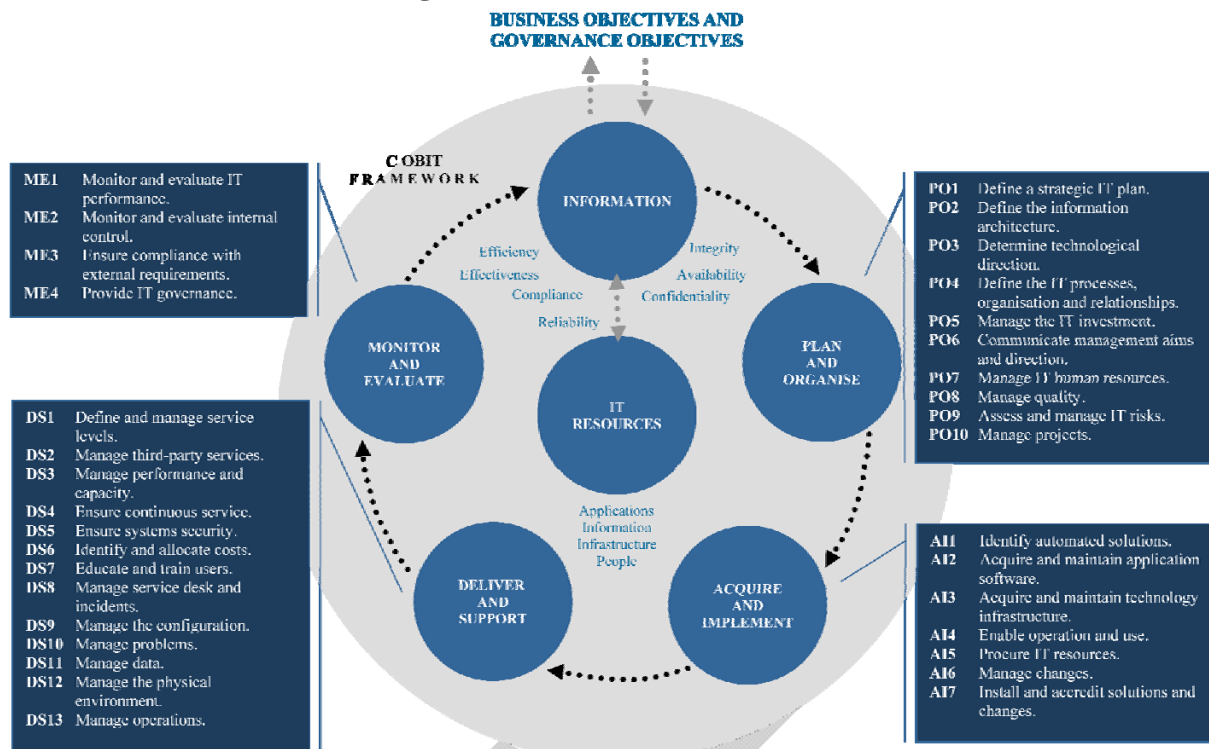 BUSINESS OBJECTIVES AND
GOVERNANCE OBJECTIVES
COBIT
FRAMEWORK
INFORMATION
Efficiency
Effectiveness
Compliance
Reliability
Integrity
Availability
Confidentiality
MONITOR
AND
EVALUATE
PLAN
AND
ORGANISE
IT
RESOURCES
Applications
Information
Infrastructure
People
DELIVER
AND
SUPPORT
ACQUIRE
AND
IMPLEMENT
ME1 Monitor and evaluate IT
performance.
ME2 Monitor and evaluate internal
control.
ME3 Ensure compliance with
external requirements.
ME4 Provide IT governance.
DS1 Define and manage service
levels.
DS2 Manage third-party services.
DS3 Manage performance and
capacity.
DS4 Ensure continuous service.
DS5 Ensure systems security.
DS6 Identify and allocate costs.
DS7 Educate and train users.
DS8 Manage service desk and
incidents.
DS9 Manage the configuration.
DS10 Manage problems.
DS11 Manage data.
DS12 Manage the physical
environment.
DS13 Manage operations.
PO1 Define a strategic IT plan.
PO2 Define the information
architecture.
PO3 Determine technological
direction.
PO4 Define the IT processes,
organisation and relationships.
PO5 Manage the IT investment.
PO6 Communicate management aims
and direction.
PO7 Manage IT human resources.
PO8 Manage quality.
PO9 Assess and manage IT risks.
PO10 Manage projects.
AI1 Identify automated solutions.
AI2 Acquire and maintain application
software.
AI3 Acquire and maintain technology
infrastructure.
AI4 Enable operation and use.
AI5 Procure IT resources.
AI6 Manage changes.
AI7 Install and accredit solutions and
changes.